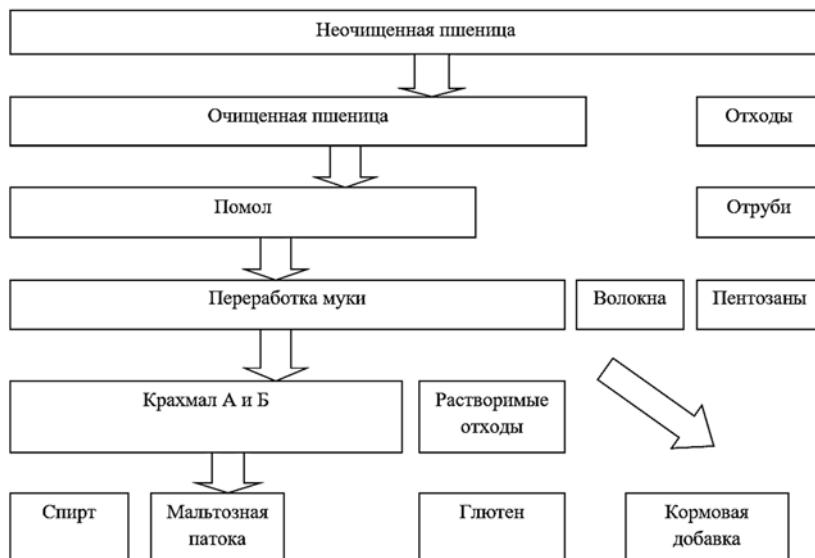 Неочищенная пшеница
Очищенная пшеница
Отходы
Помол
Отруби
Переработка муки
Волокна
Пентозаны
Крахмал А и Б
Растворимые
отходы
Спирт
Мальтозная
патока
Глютен
Кормовая
добавка